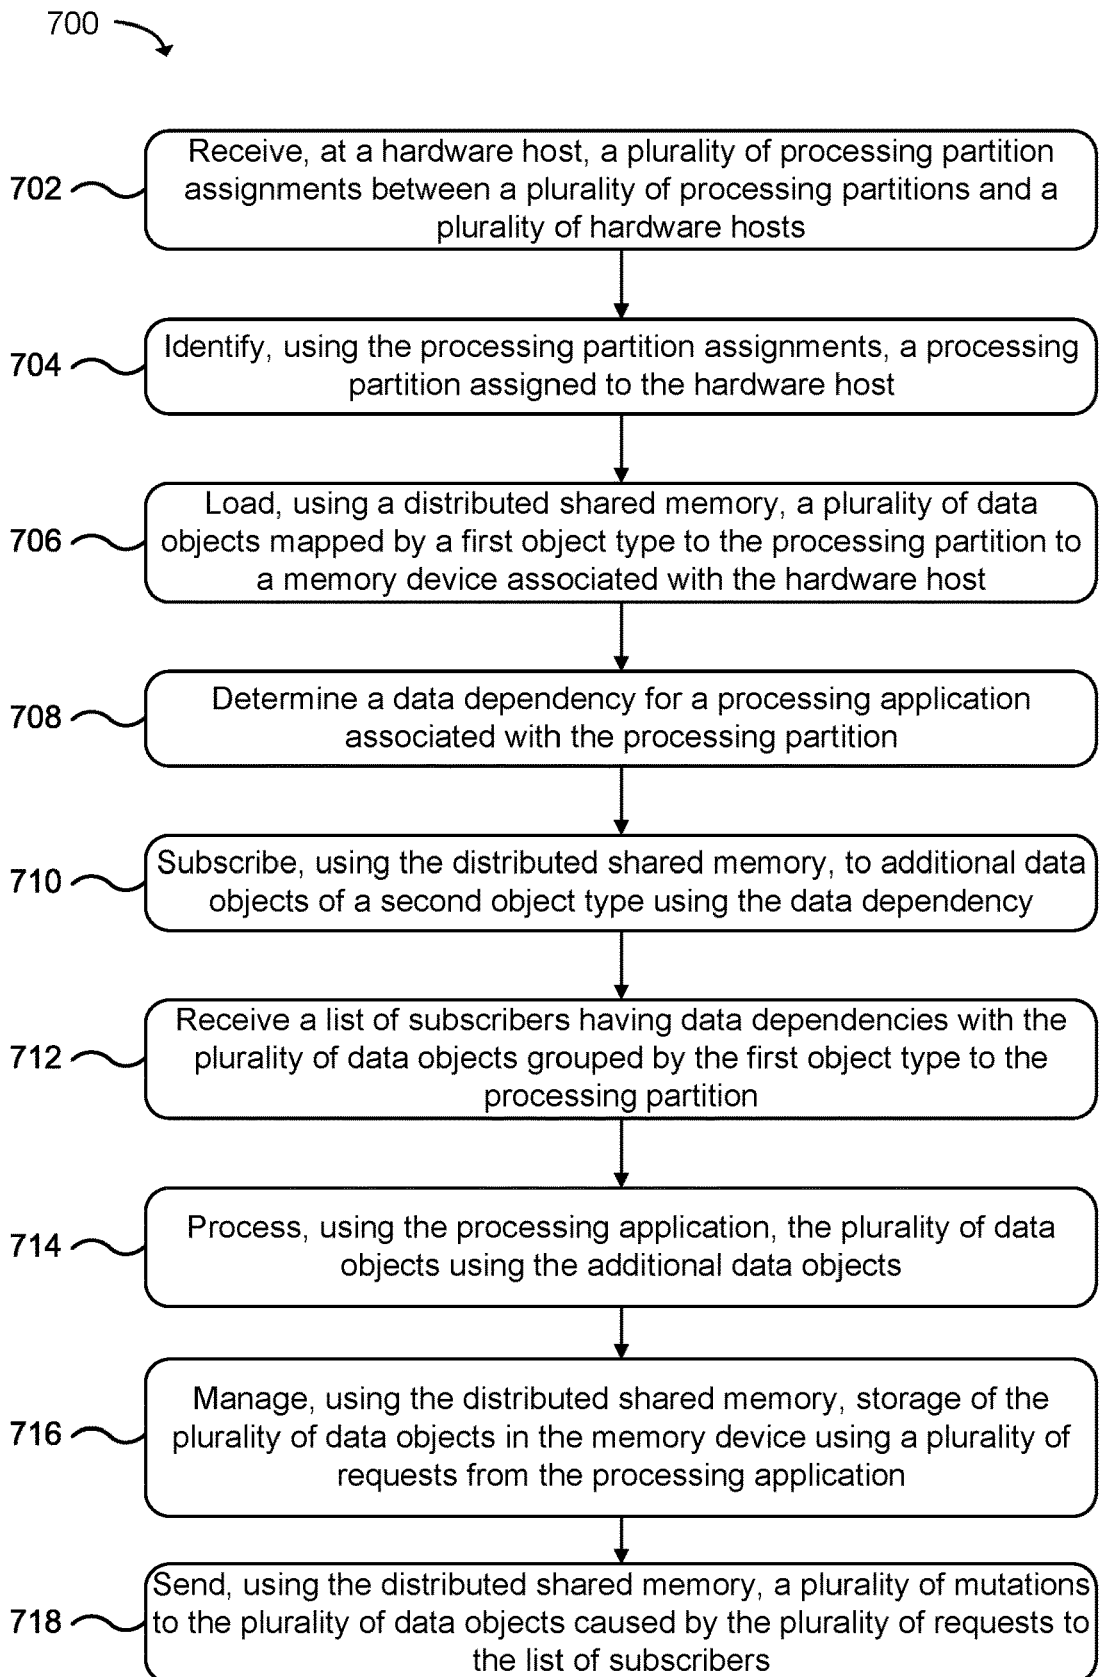 700
702
Receive, at a hardware host, a plurality of processing partition
assignments between a plurality of processing partitions and a
plurality of hardware hosts
704
Identify, using the processing partition assignments, a processing
partition assigned to the hardware host
706
Load, using a distributed shared memory, a plurality of data
objects mapped by a first object type to the processing partition to
a memory device associated with the hardware host
708
Determine a data dependency for a processing application
associated with the processing partition
710
Subscribe, using the distributed shared memory, to additional data
objects of a second object type using the data dependency
712
Receive a list of subscribers having data dependencies with the
plurality of data objects grouped by the first object type to the
processing partition
714
Process, using the processing application, the plurality of data
objects using the additional data objects
716
Manage, using the distributed shared memory, storage of the
plurality of data objects in the memory device using a plurality of
requests from the processing application
718
Send, using the distributed shared memory, a plurality of mutations
to the plurality of data objects caused by the plurality of requests to
the list of subscribers